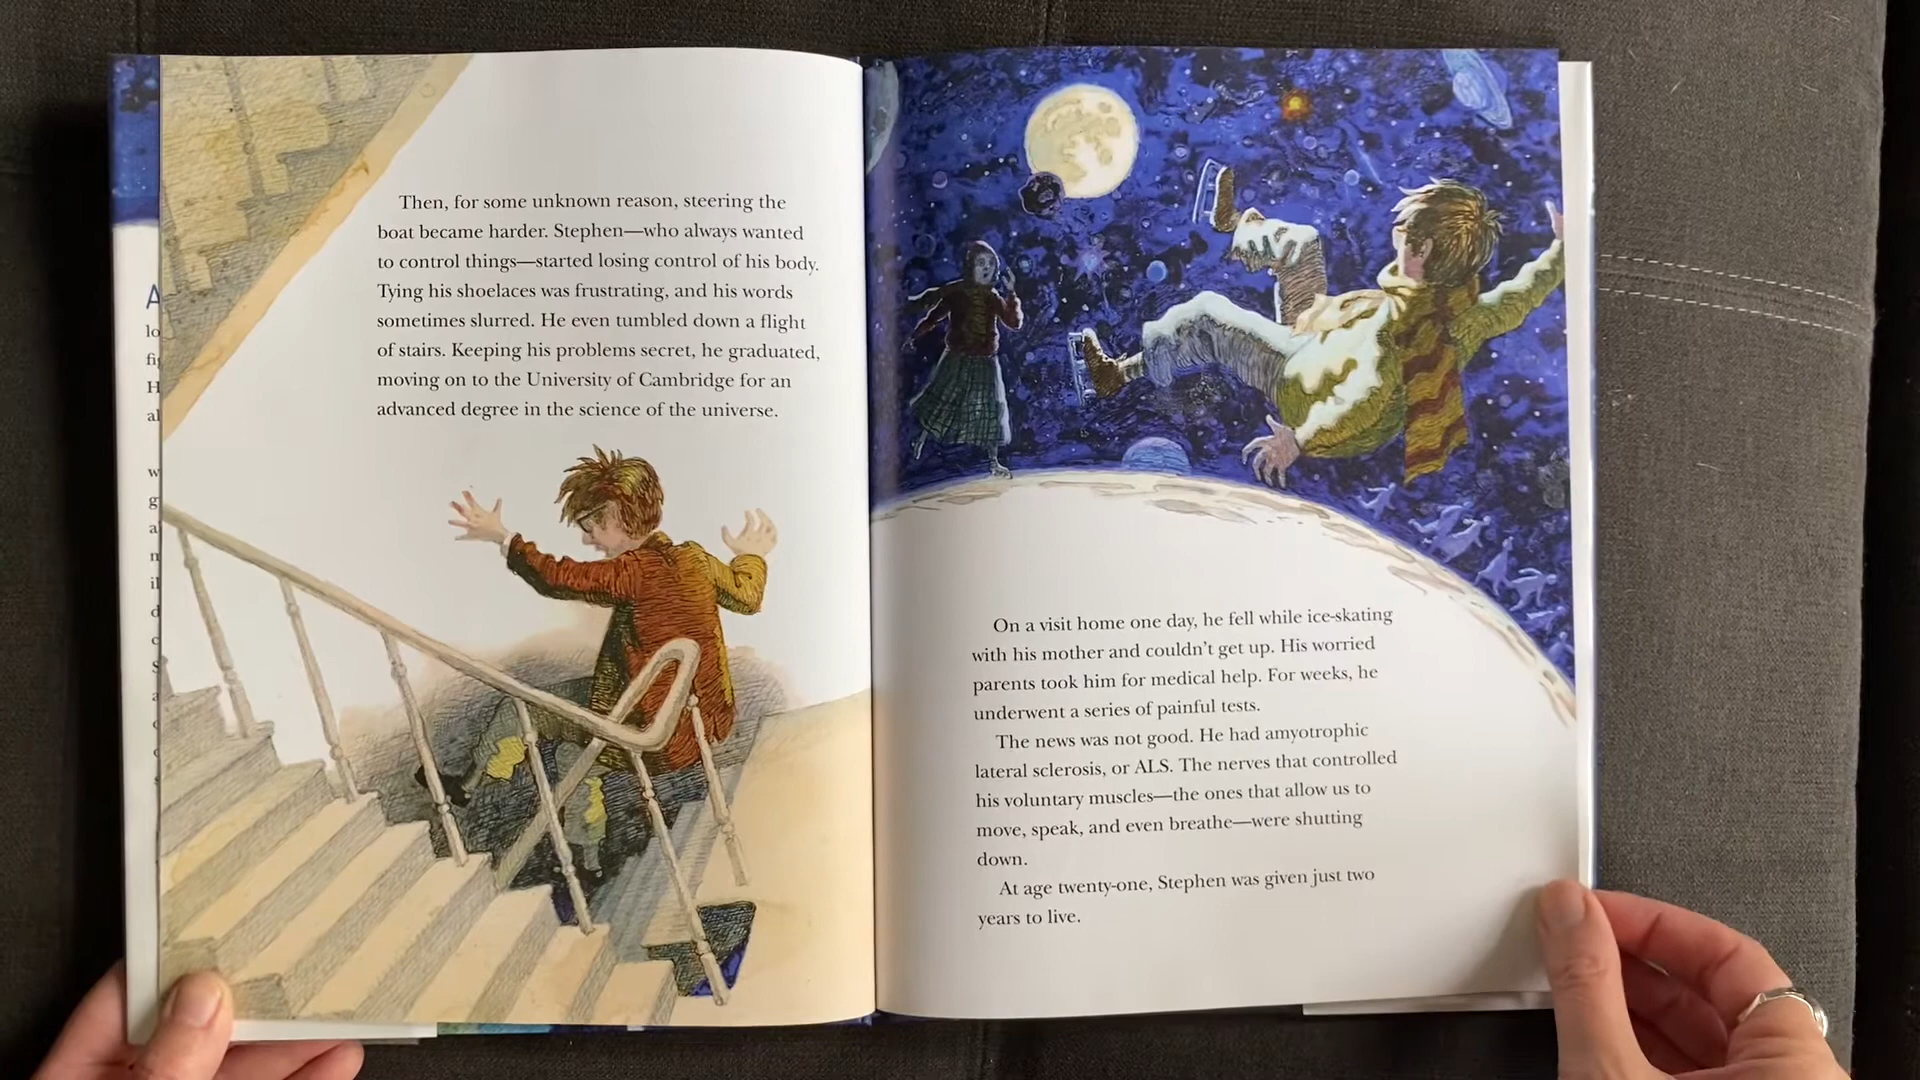 Then, for some unknown reason, steering the
boat became harder. Stephen—who always wanted
to control things—started losing control of his body.
Tying his shoelaces was frustrating, and his words
sometimes slurred. He even tumbled down a flight
of stairs. Keeping his problems secret, he graduated,
moving on to the University of Cambridge for an
advanced degree in the science of the universe.
On a visit home one day, he fell while ice-skating
with his mother and couldn't get up. His worried
parents took him for medical help. For weeks, he
underwent a series of painful tests.
The news was not good. He had amyotrophic
lateral sclerosis, or ALS. The nerves that controlled
his voluntary muscles—the ones that allow us to
move, speak, and even breathe—were shutting
down.
At age twenty-one, Stephen was given just two
years to live.